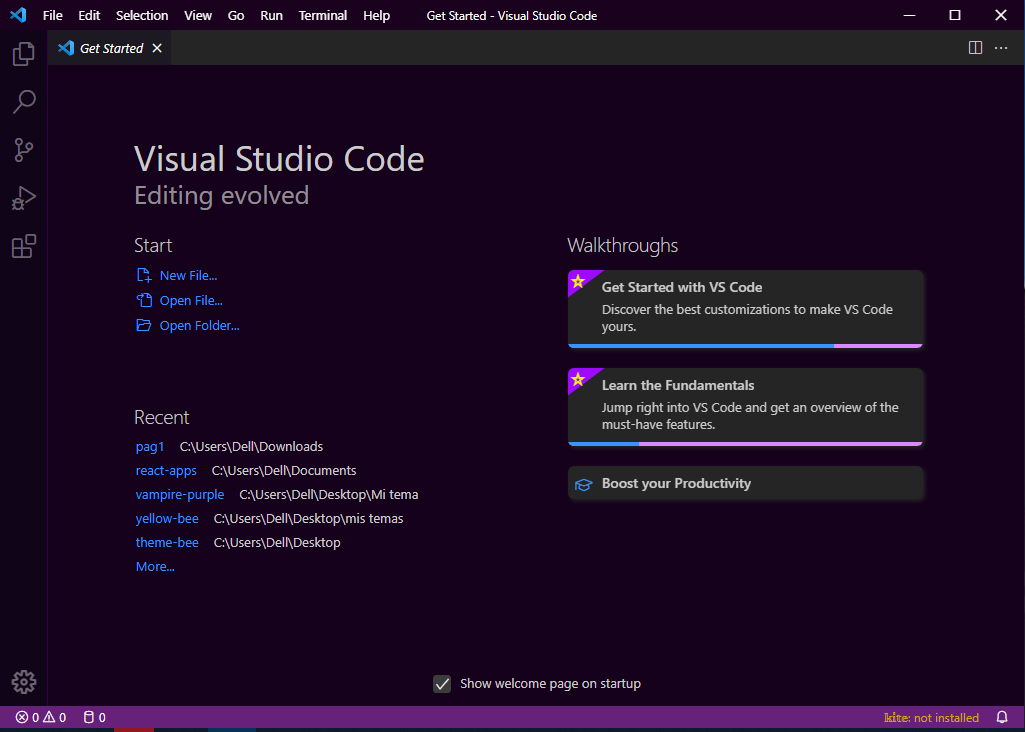 File Edit Selection View Go Run Terminal Help Get Started - Visual Studio Code
Get Started
Visual Studio Code
Editing evolved
Start
New File...
Open File...
Open Folder...
Recent
pag1 C:\Users\Dell\Downloads
react-apps C:\Users\Dell\Documents
vampire-purple C:\Users\Dell\Desktop\Mi tema
yellow-bee C:\Users\Dell\Desktop\mis temas
theme-bee C:\Users\Dell\Desktop
More...
Walkthroughs
Get Started with VS Code
Discover the best customizations to make VS Code
yours.
Learn the Fundamentals
Jump right into VS Code and get an overview of the
must-have features.
Boost your Productivity
Show welcome page on startup
0 0 0 kite: not installed